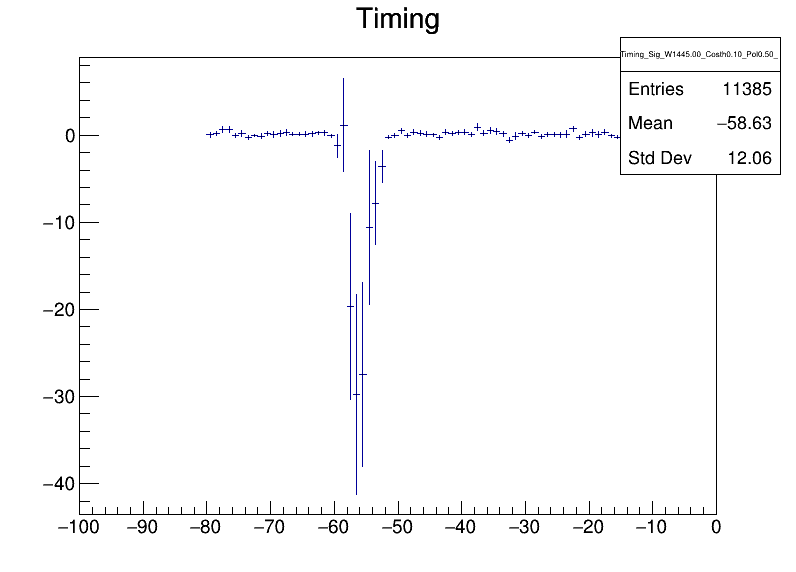 Timing
Timing_Sig_W1445.00_Costh0.10_Pol0.50_
Entries 11385
Mean −58.63
Std Dev 12.06
0
−10
−20
−30
−40
−100 −90 −80 −70 −60 −50 −40 −30 −20 −10 0